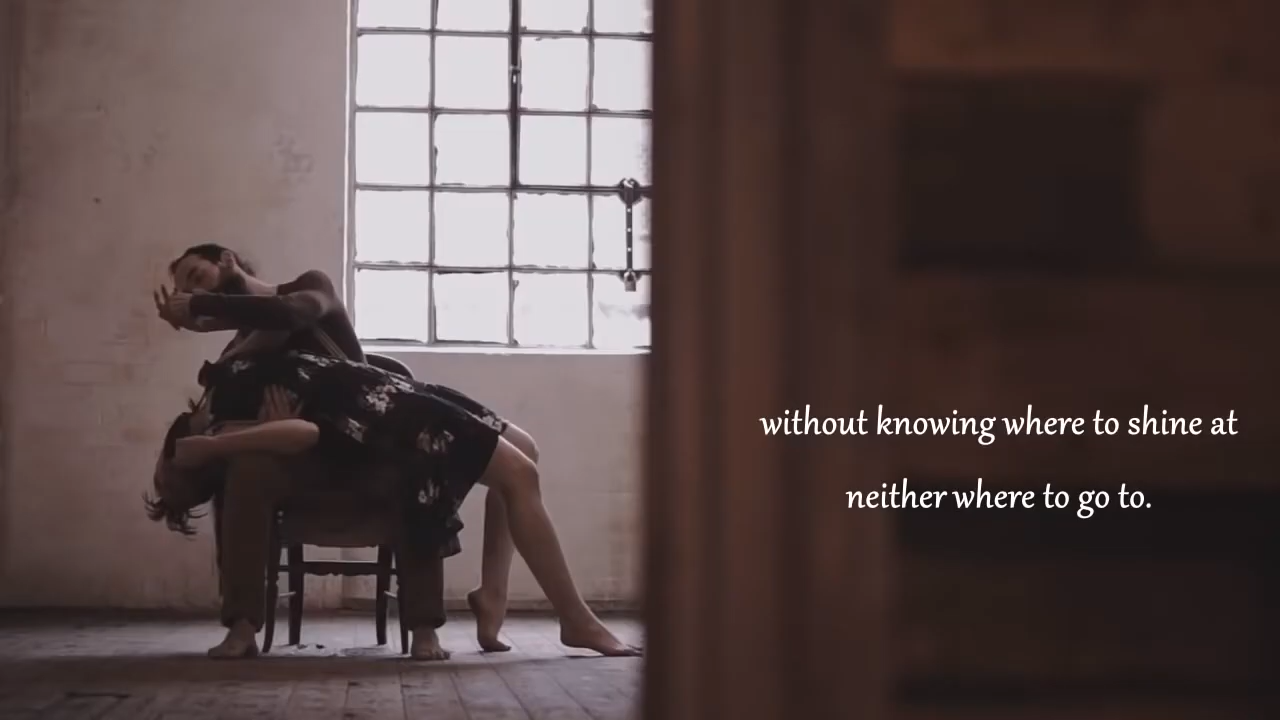 without knowing where to shine at
neither where to go to.